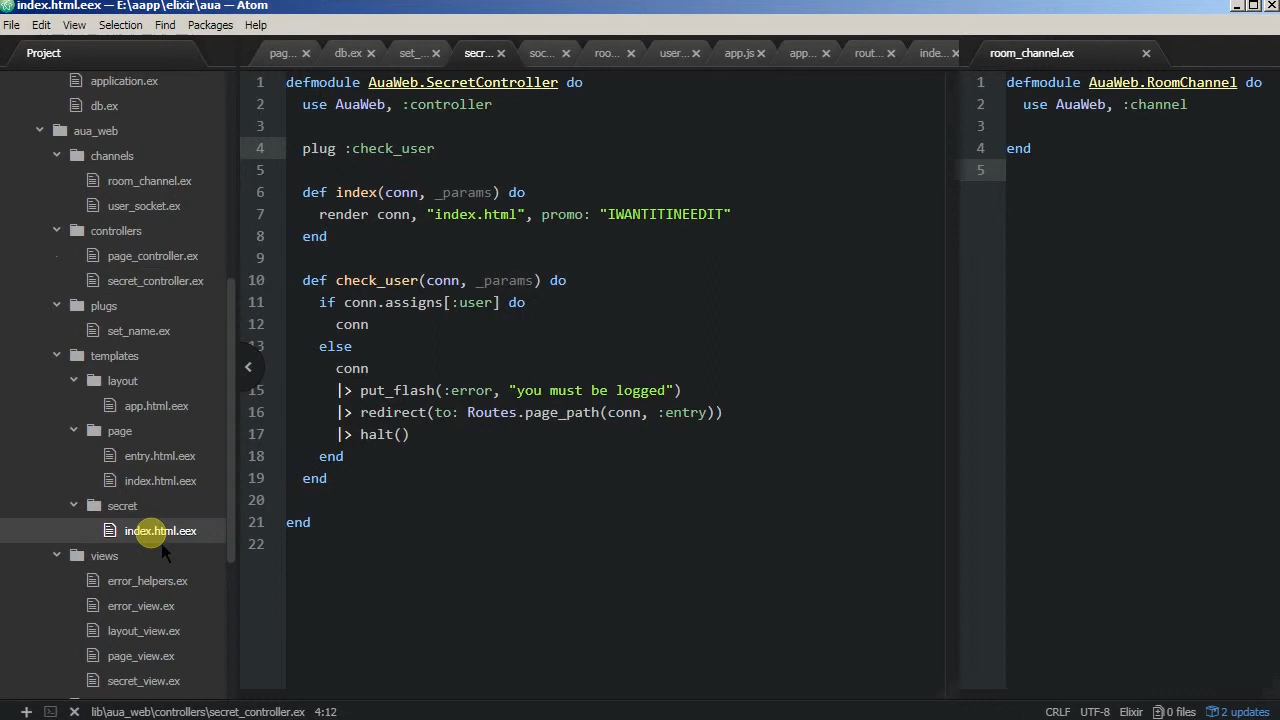 index.html.eex — E:\aapp\elixir\aua — Atom
File Edit View Selection Find Packages Help
Project
pag... db.ex set_... secr... soc... roo... user... app.js app... rout... inde... room_channel.ex
application.ex
db.ex
aua_web
channels
room_channel.ex
user_socket.ex
controllers
page_controller.ex
secret_controller.ex
plugs
set_name.ex
templates
layout
app.html.eex
page
entry.html.eex
index.html.eex
secret
index.html.eex
views
error_helpers.ex
error_view.ex
layout_view.ex
page_view.ex
secret_view.ex
1 defmodule AuaWeb.SecretController do
2 use AuaWeb, :controller
3
4 plug :check_user
5
6 def index(conn, _params) do
7 render conn, "index.html", promo: "IWANTITINEEDIT"
8 end
9
10 def check_user(conn, _params) do
11 if conn.assigns[:user] do
12 conn
13 else
conn
15 |> put_flash(:error, "you must be logged")
16 |> redirect(to: Routes.page_path(conn, :entry))
17 |> halt()
18 end
19 end
20
21 end
22
1 defmodule AuaWeb.RoomChannel do
2 use AuaWeb, :channel
3
4 end
5
lib\aua_web\controllers\secret_controller.ex 4:12 CRLF UTF-8 Elixir 0 files 2 updates